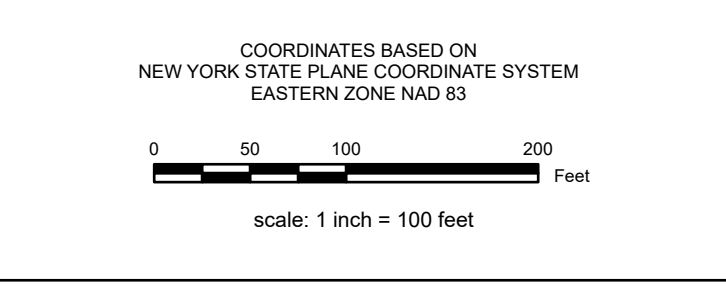 COORDINATES BASED ON
NEW YORK STATE PLANE COORDINATE SYSTEM
EASTERN ZONE NAD 83
0 50 100 200
Feet
scale: 1 inch = 100 feet